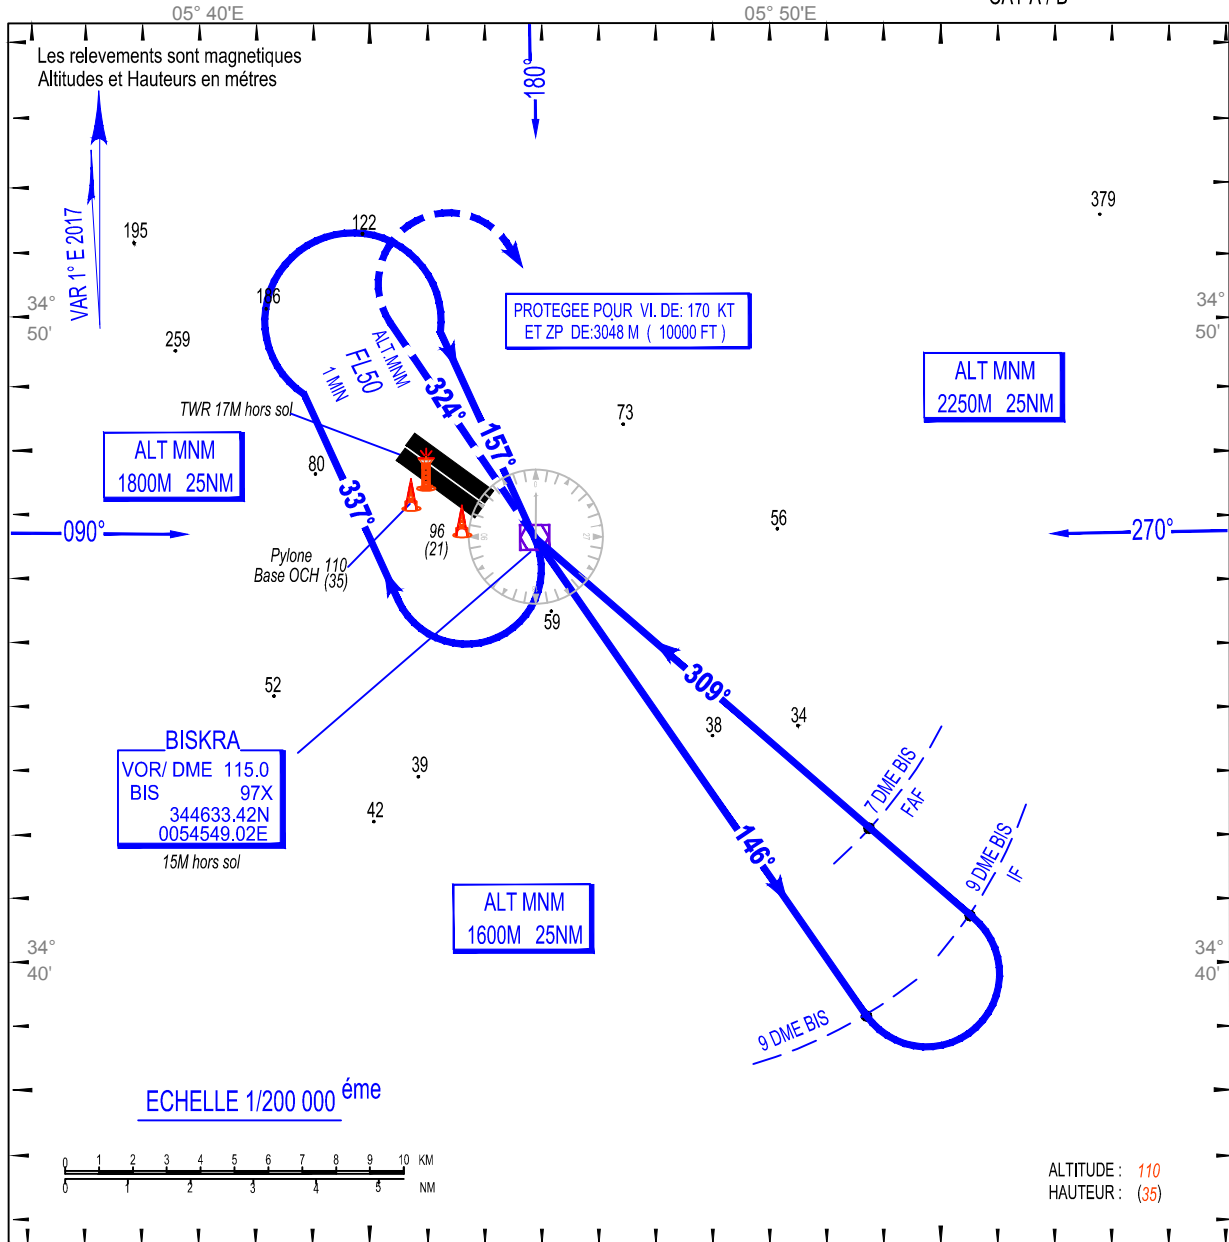 05° 40'E
05° 50'E
Les relevements sont magnetiques
Altitudes et Hauteurs en métres
180°
VAR 1° E 2017
195
122
379
186
34°
50'
34°
50'
259
PROTEGEE POUR VI. DE: 170 KT
ET ZP DE:3048 M ( 10000 FT )
ALT.MNM
FL50
1 MIN
324°
157°
ALT MNM
2250M 25NM
TWR 17M hors sol
73
ALT MNM
1800M 25NM
80
337°
090°
270°
56
96
(21)
Pylone
Base OCH
110
(35)
59
52
309°
38
34
BISKRA
VOR/ DME 115.0
BIS 97X
344633.42N
0054549.02E
15M hors sol
39
42
7 DME BIS
FAF
146°
9 DME BIS
IF
ALT MNM
1600M 25NM
34°
40'
34°
40'
9 DME BIS
ECHELLE 1/200 000 éme
0 1 2 3 4 5 6 7 8 9 10 KM
0 1 2 3 4 5 NM
ALTITUDE : 110
HAUTEUR : (35)